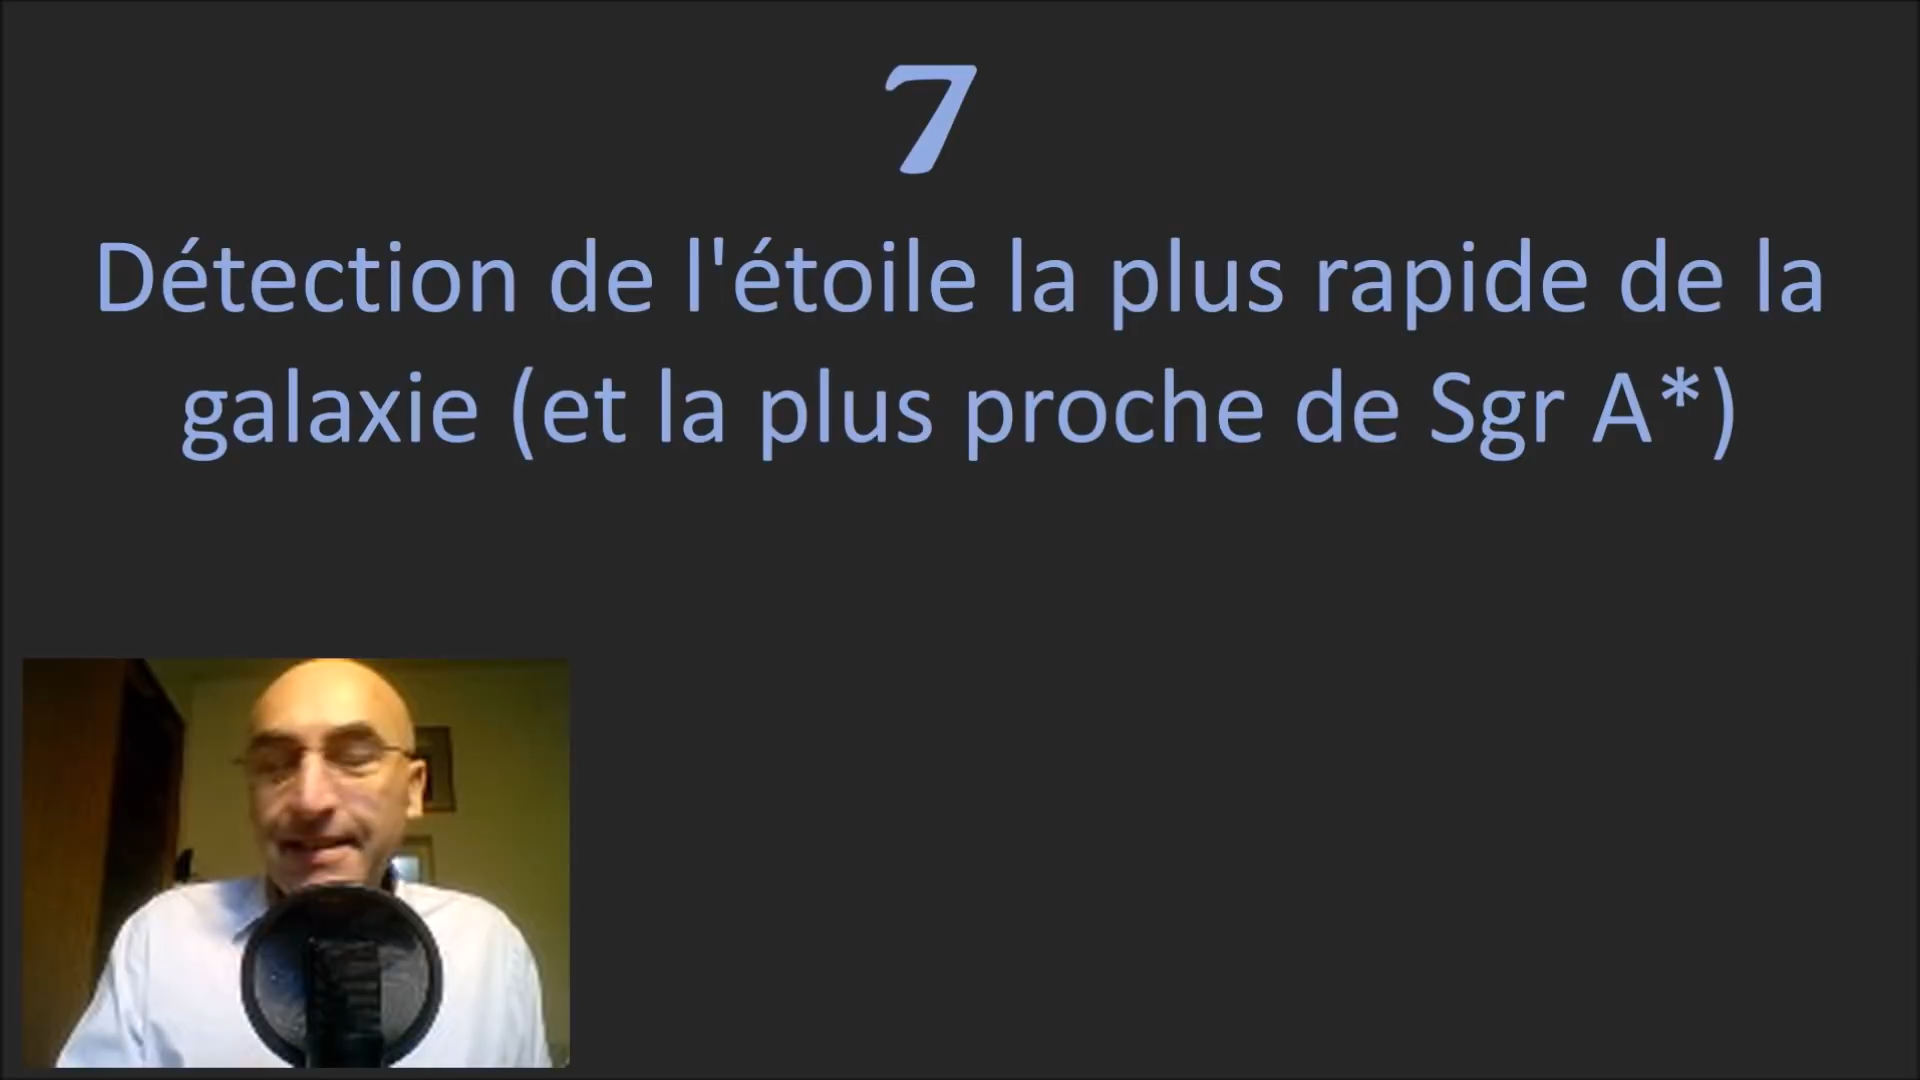 7
Détection de l'étoile la plus rapide de la
galaxie (et la plus proche de Sgr A*)